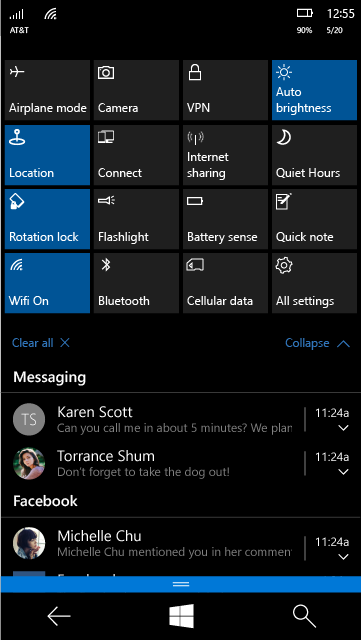 12:55
AT&T 90% 5/20
Airplane mode Camera VPN Auto brightness
Location Connect Internet sharing Quiet Hours
Rotation lock Flashlight Battery sense Quick note
Wifi On Bluetooth Cellular data All settings
Clear all Collapse
Messaging
TS Karen Scott 11:24a
Can you call me in about 5 minutes? We plan
Torrance Shum 11:24a
Don't forget to take the dog out!
Facebook
Michelle Chu 11:24a
Michelle Chu mentioned you in her comment